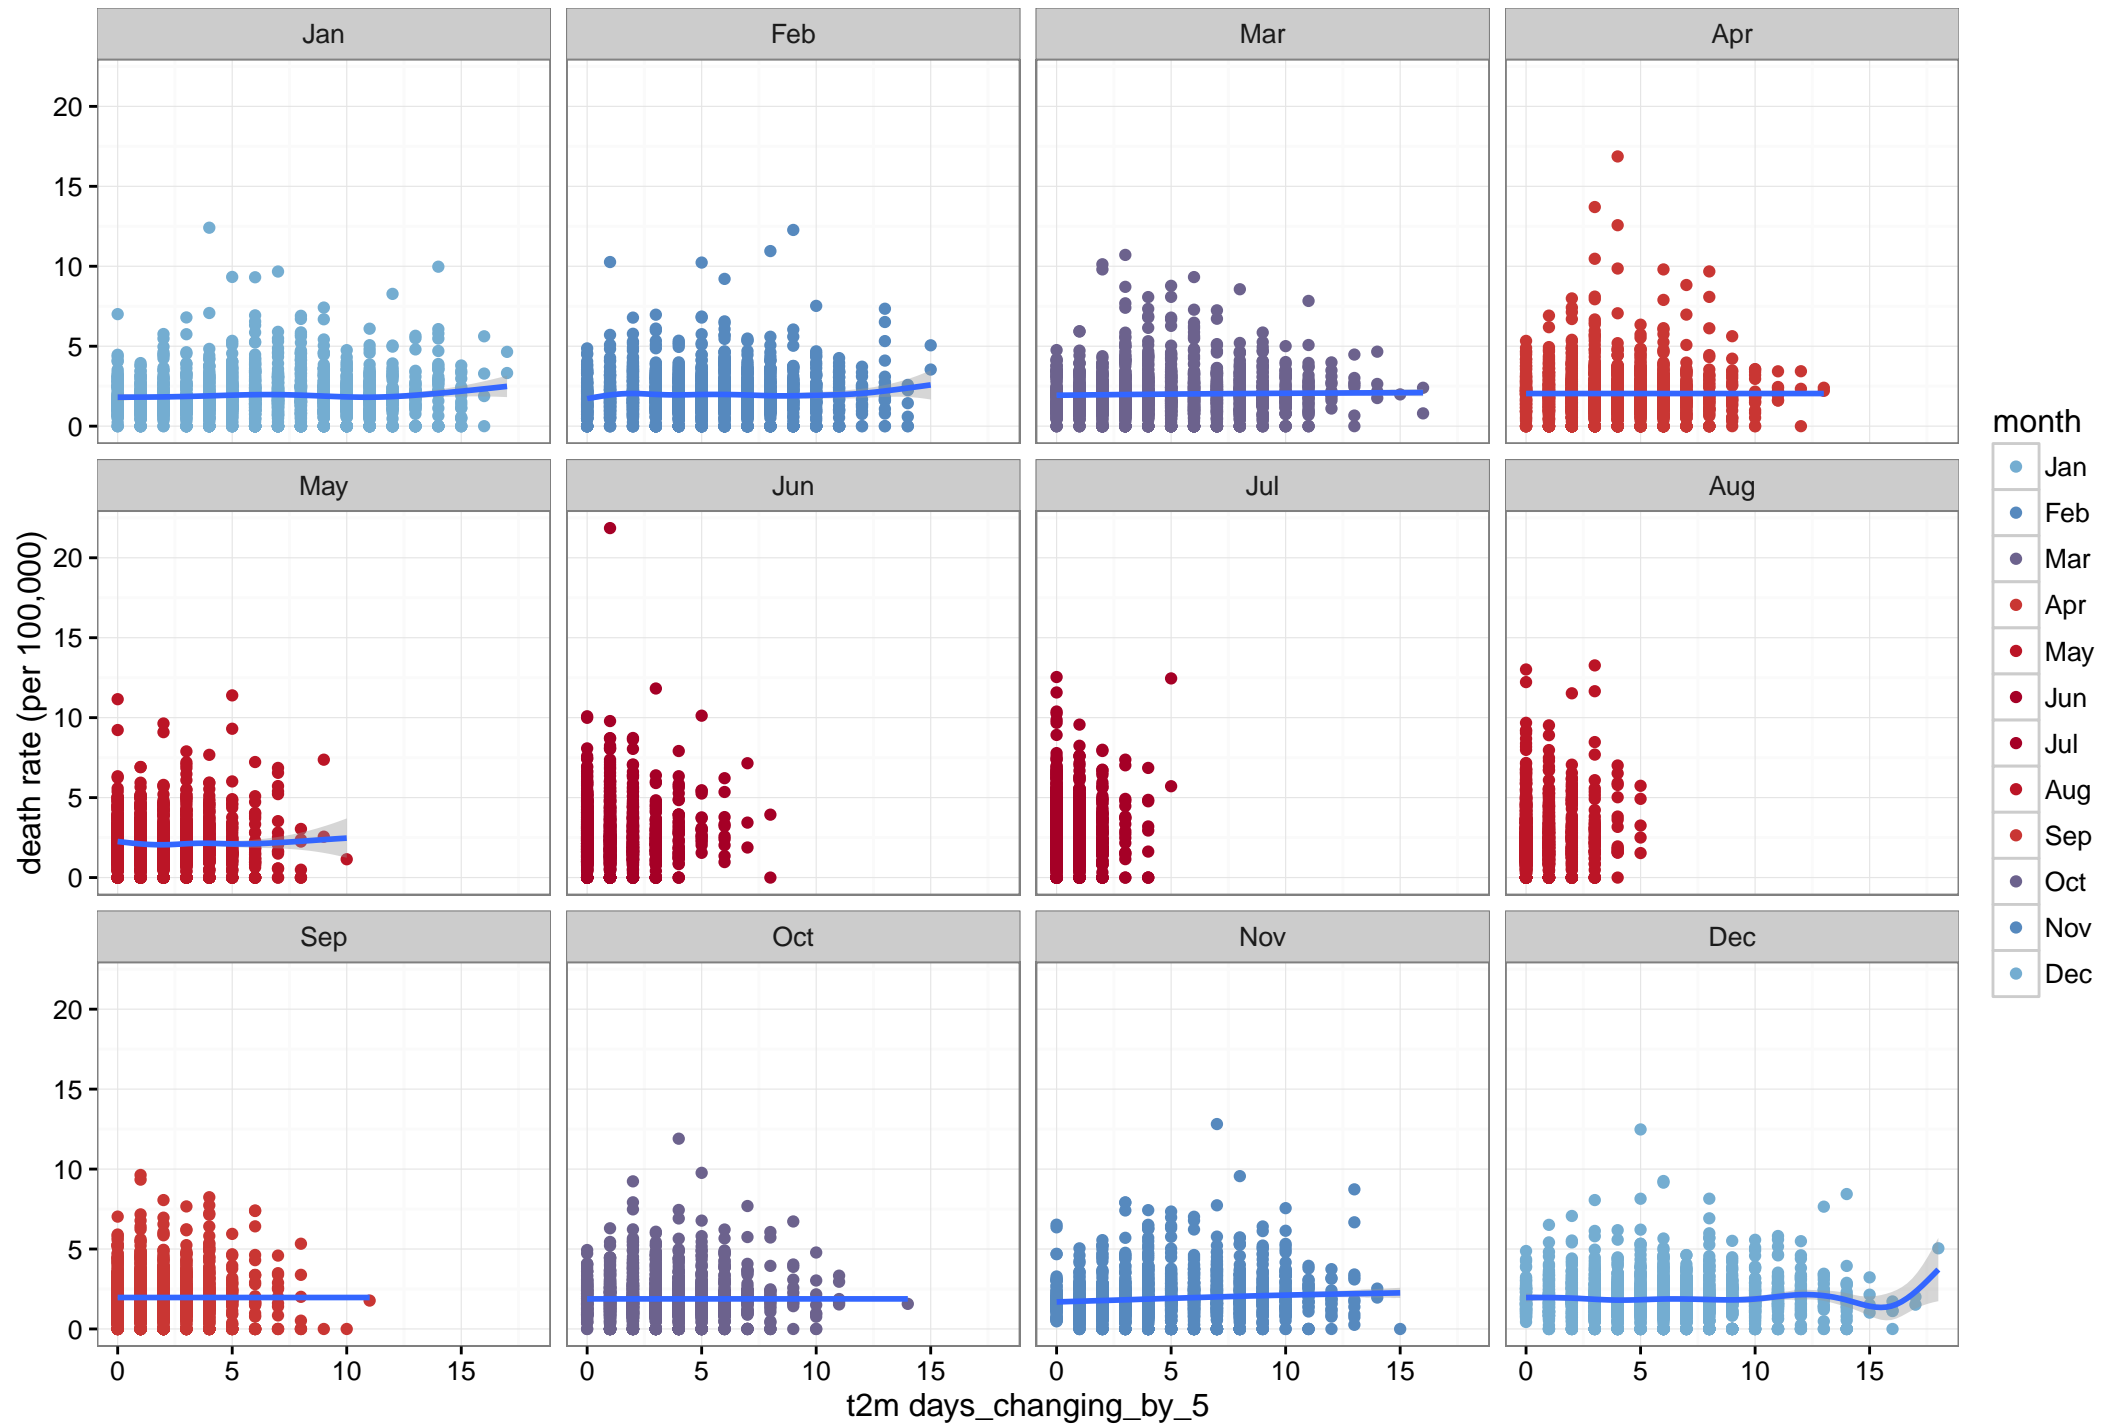 Jan Feb Mar Apr
20
15
10
5
0
May Jun Jul Aug
20
15
10
5
0
Sep Oct Nov Dec
20
15
10
5
0
0 5 10 15 0 5 10 15 0 5 10 15 0 5 10 15
t2m days_changing_by_5
death rate (per 100,000)
month
Jan
Feb
Mar
Apr
May
Jun
Jul
Aug
Sep
Oct
Nov
Dec